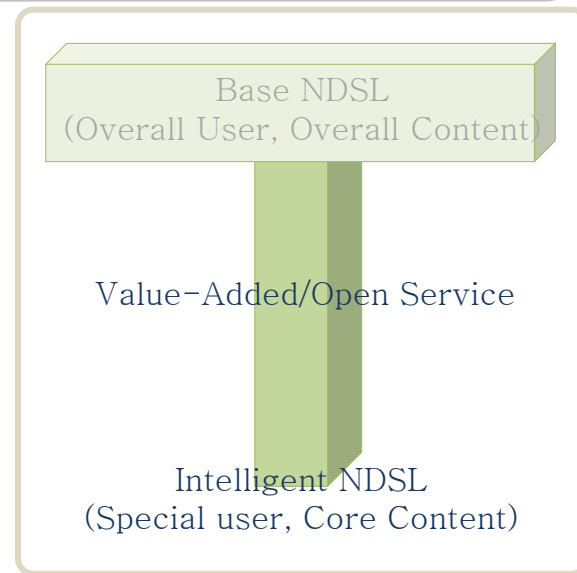 Base NDSL
(Overall User, Overall Content)
Value-Added/Open Service
Intelligent NDSL
(Special user, Core Content)